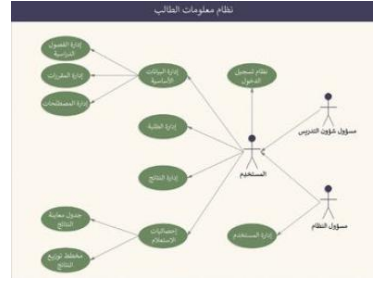 نظام معلومات الطالب
إدارة الفصول
الدراسية
إدارة البيانات
الأساسية
نظام تسجيل
الدخول
إدارة المقررات
إدارة المصطلحات
إدارة الطلبة
مسؤول شؤون التدريس
المستخدم
إدارة النتائج
جدول معاينة
النتائج
إحصائيات
الاستعلام
إدارة المستخدم
مسؤول النظام
مخطط توزيع
النتائج